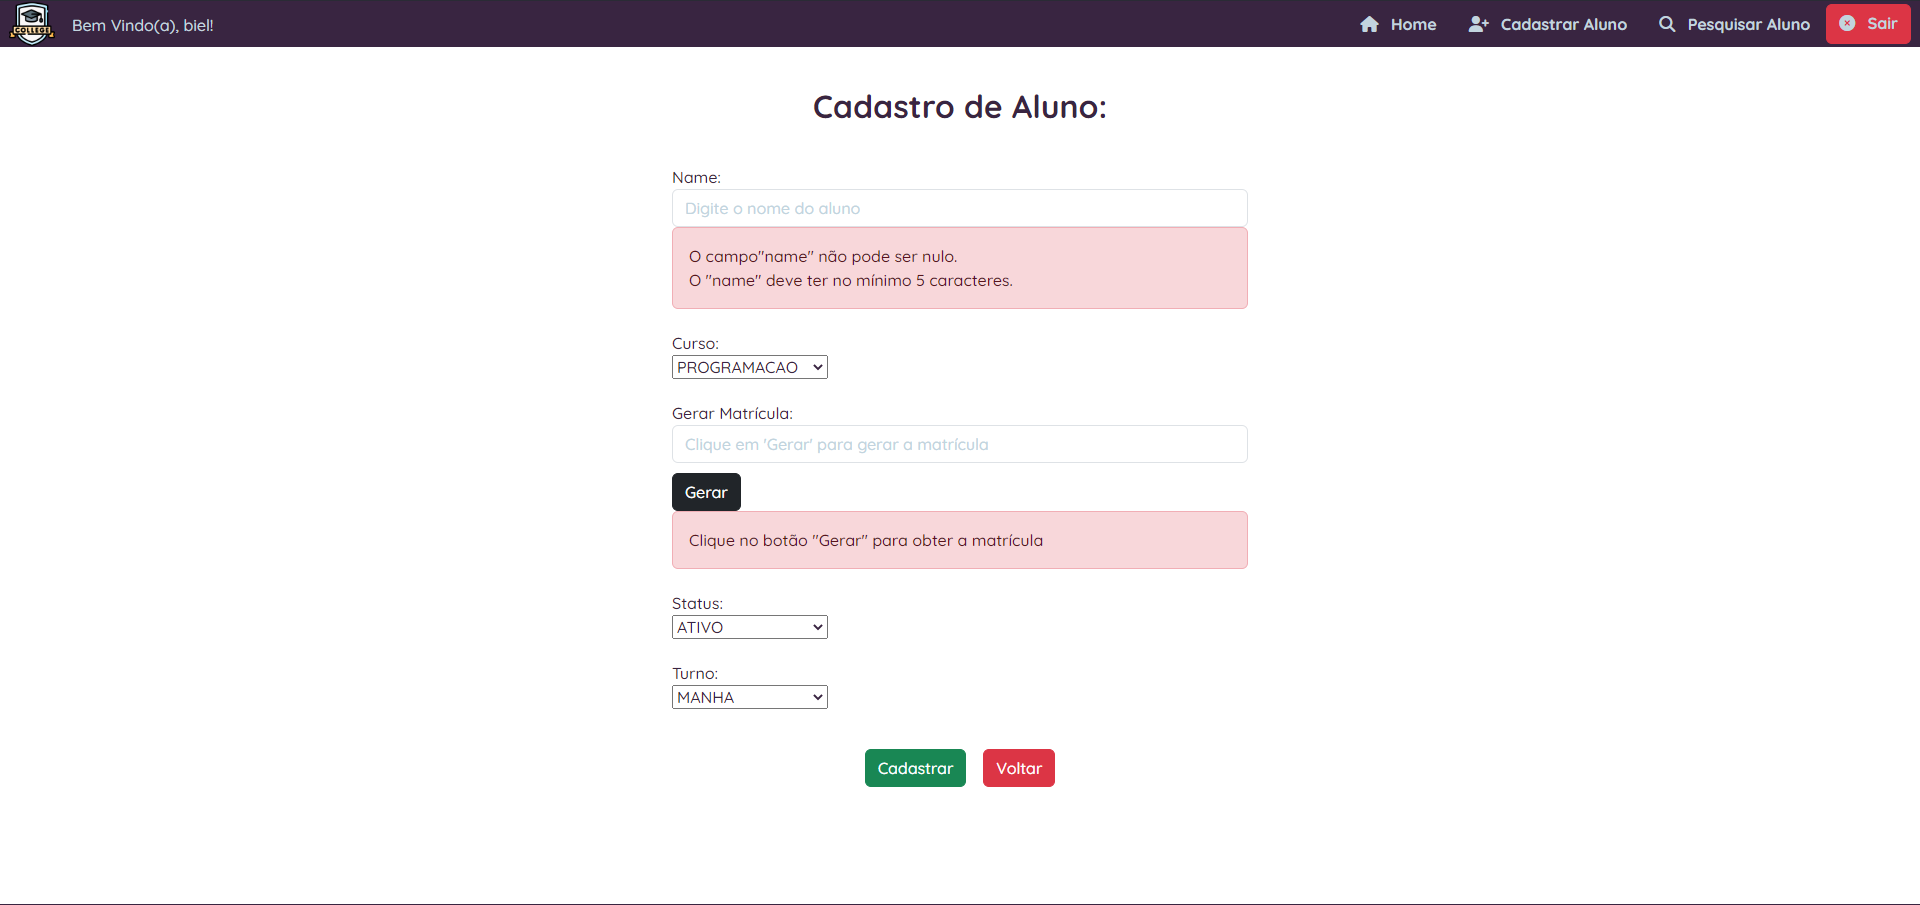 COLLEGE
Bem Vindo(a), biel!
Home
Cadastrar Aluno
Pesquisar Aluno
Sair
Cadastro de Aluno:
Name:
Digite o nome do aluno
O campo"name" não pode ser nulo.
O "name" deve ter no mínimo 5 caracteres.
Curso:
PROGRAMACAO
Gerar Matrícula:
Clique em 'Gerar' para gerar a matrícula
Gerar
Clique no botão "Gerar" para obter a matrícula
Status:
ATIVO
Turno:
MANHA
Cadastrar
Voltar